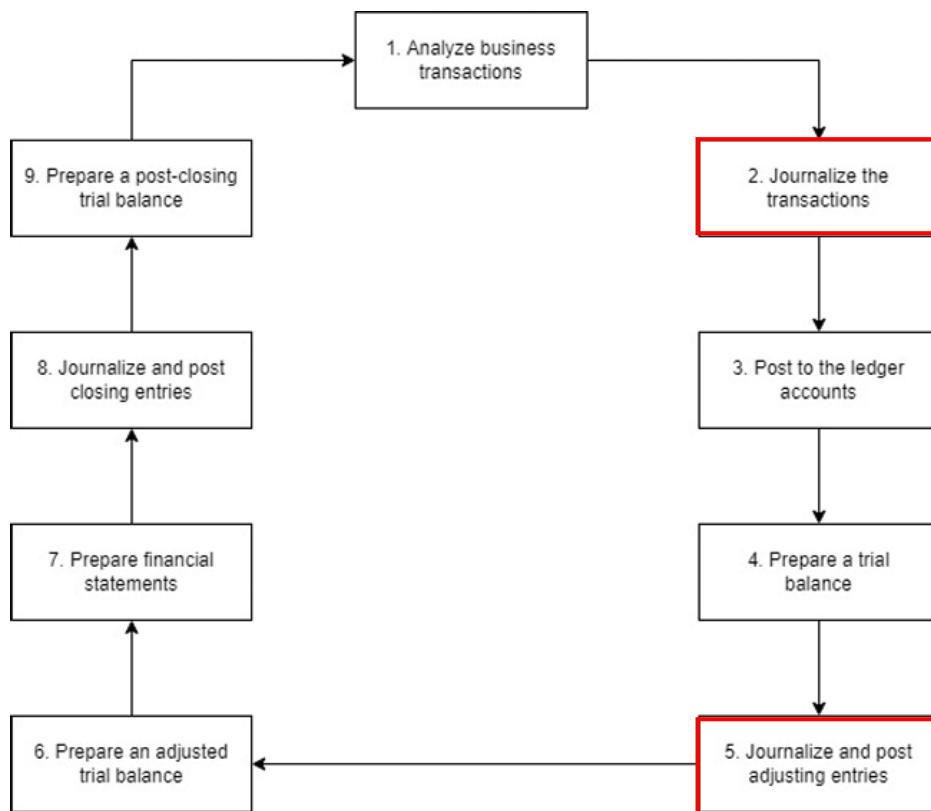 1. Analyze business
transactions
2. Journalize the
transactions
3. Post to the ledger
accounts
4. Prepare a trial
balance
5. Journalize and post
adjusting entries
6. Prepare an adjusted
trial balance
7. Prepare financial
statements
8. Journalize and post
closing entries
9. Prepare a post-closing
trial balance